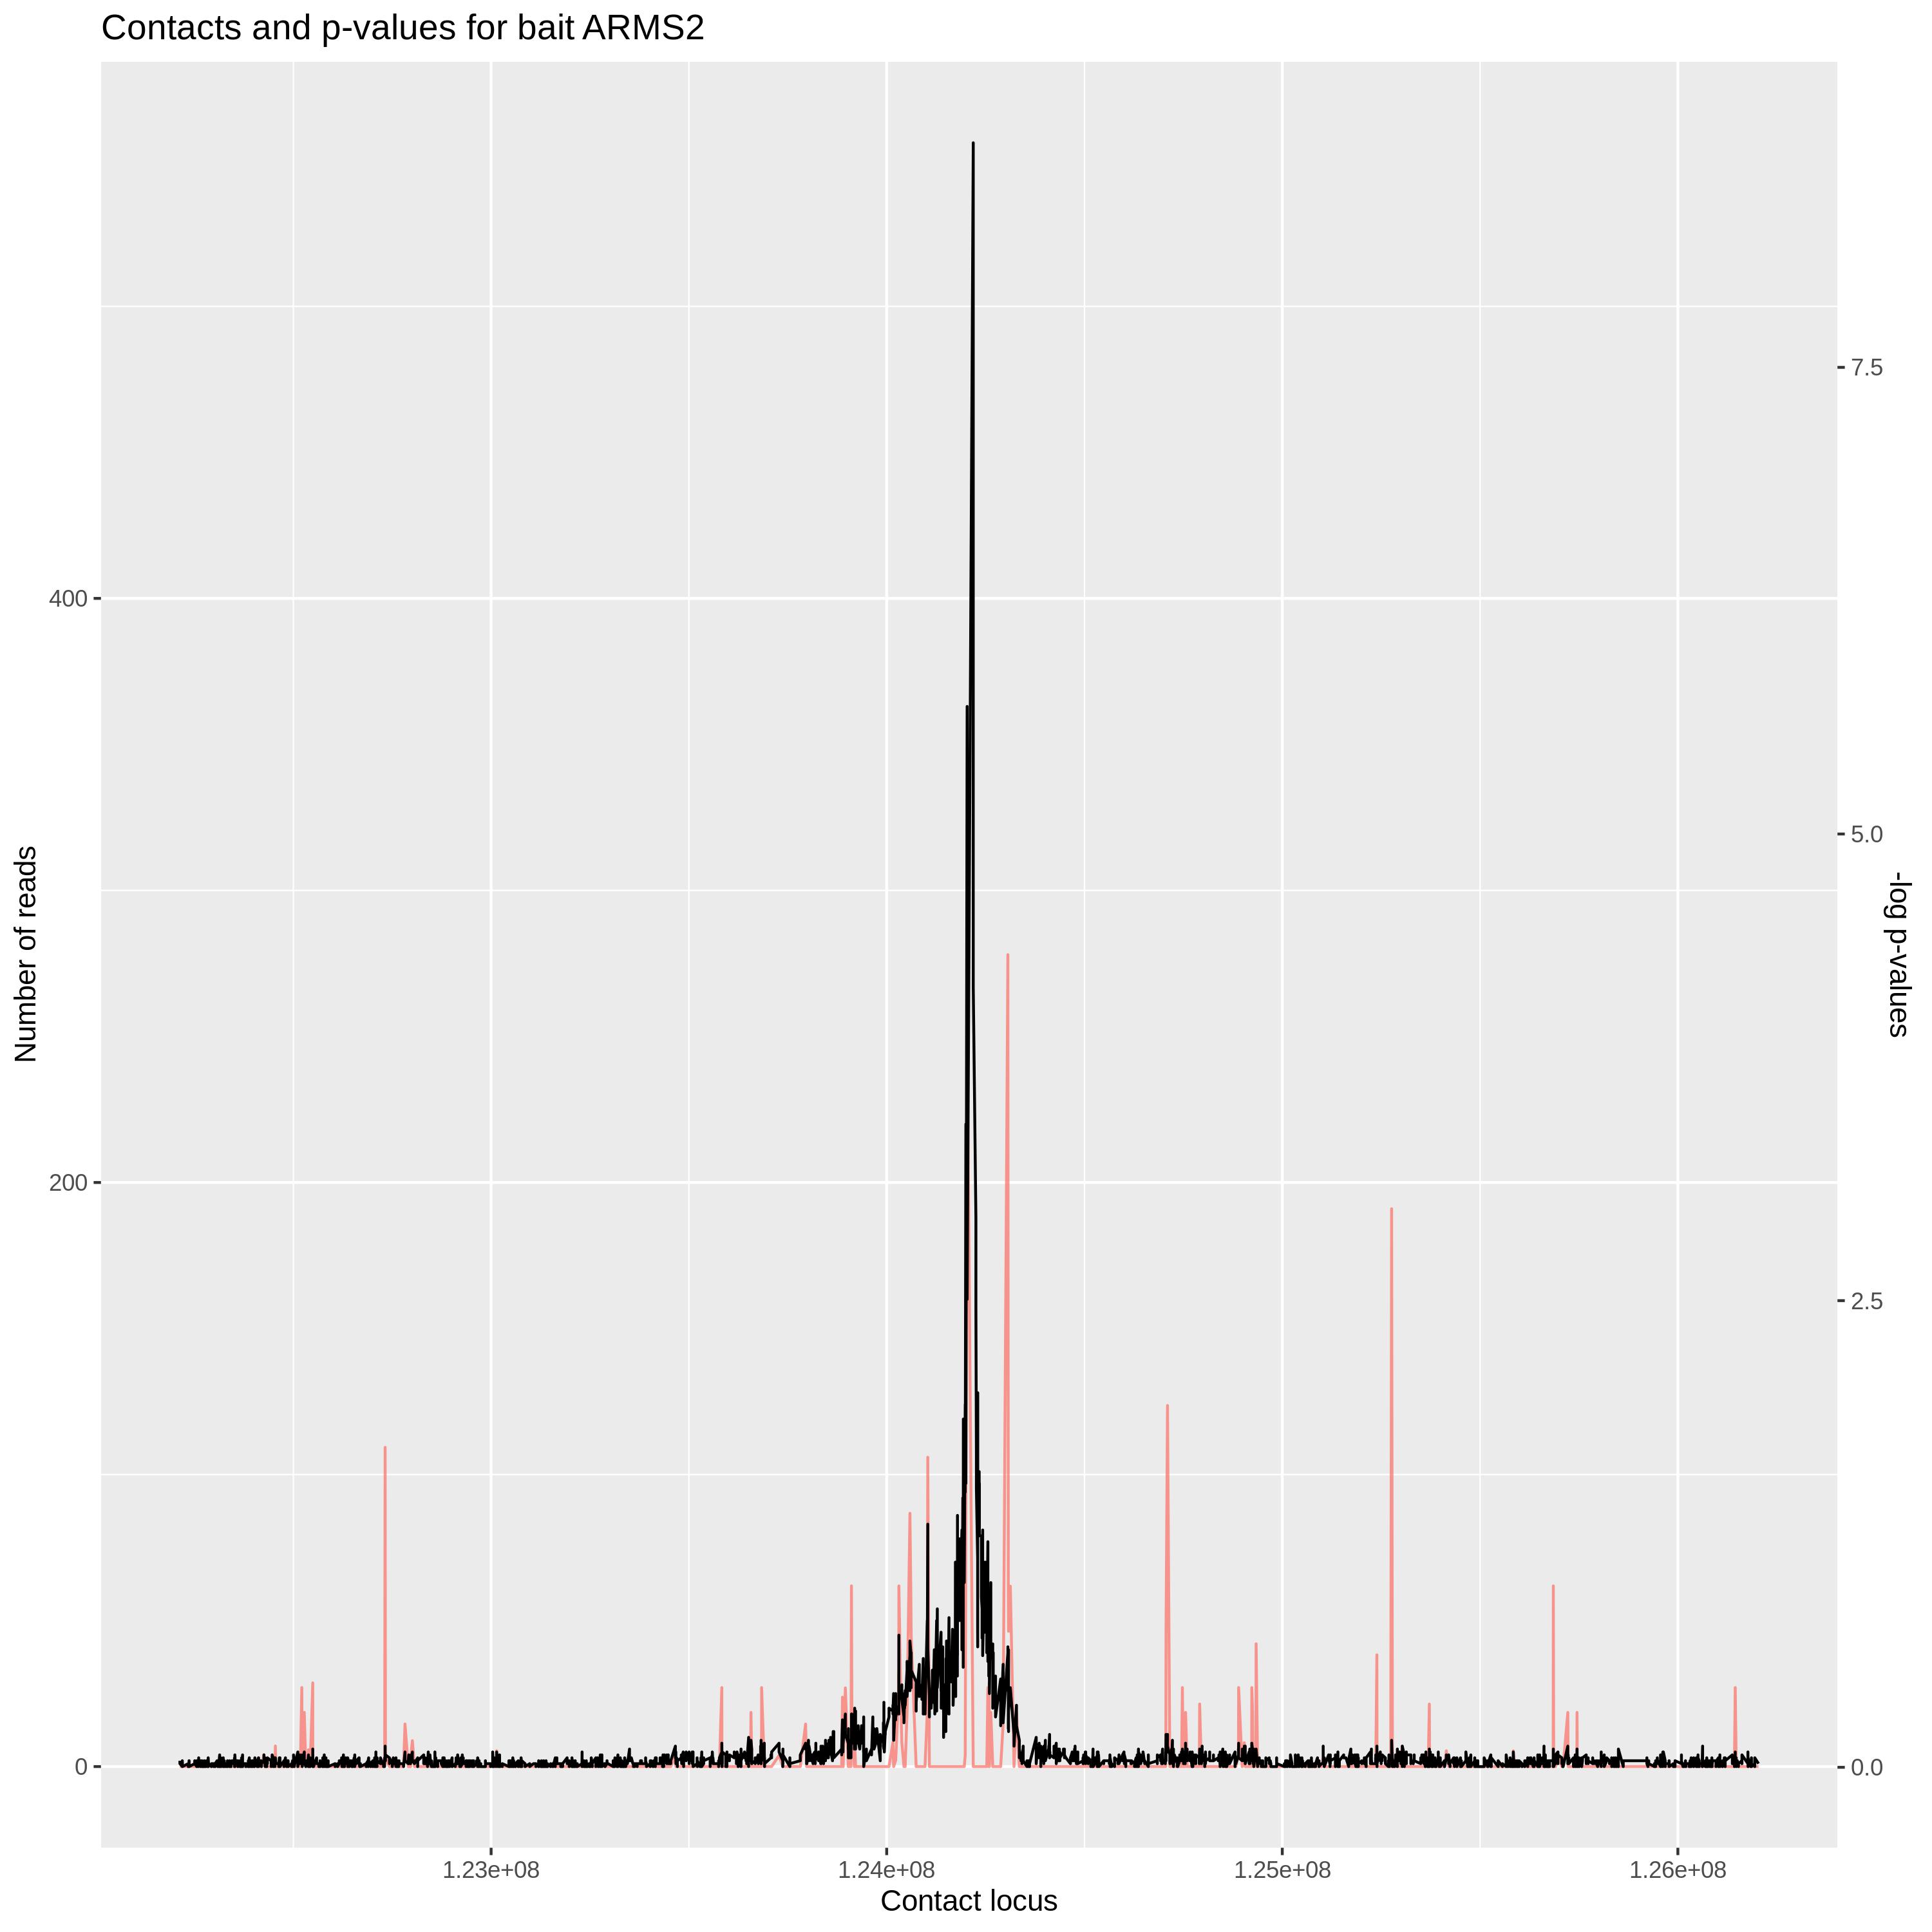 Contacts and p-values for bait ARMS2
Number of reads
400
200
0
7.5
5.0
2.5
0.0
-log p-values
1.23e+08
1.24e+08
1.25e+08
1.26e+08
Contact locus